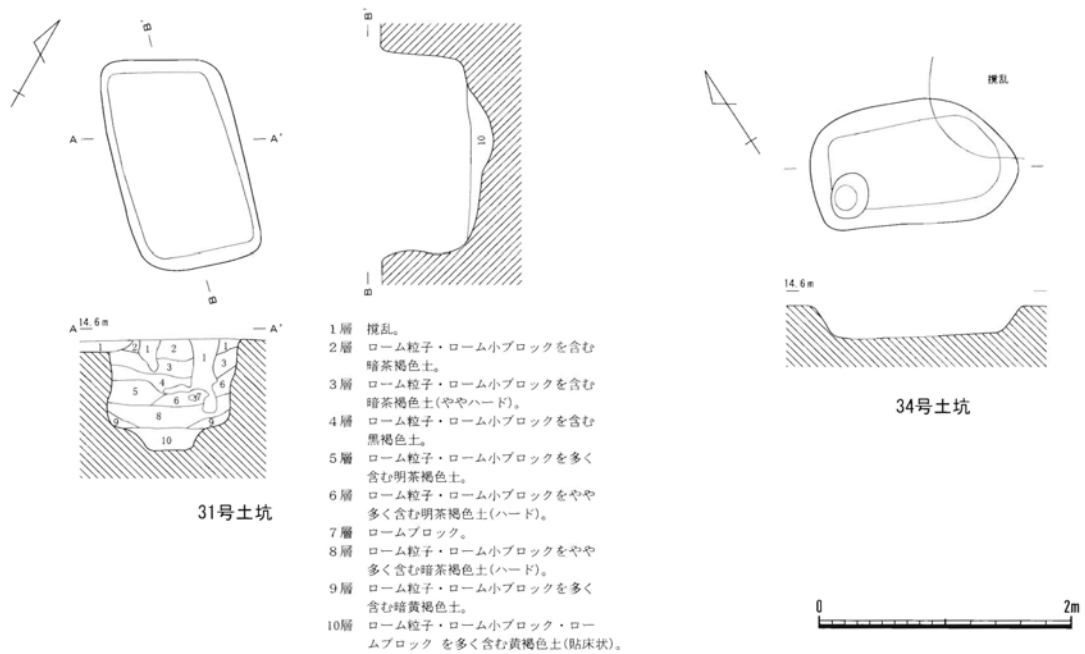 B'
A
A'
B
14.6m
A
A'
1
2
1
2
1
1
3
3
3
4
5
6
7
6
8
9
9
10
31号土坑
B'
10
B
1層 撹乱。
2層 ローム粒子・ローム小ブロックを含む
暗茶褐色土。
3層 ローム粒子・ローム小ブロックを含む
暗茶褐色土(ややハード)。
4層 ローム粒子・ローム小ブロックを含む
黒褐色土。
5層 ローム粒子・ローム小ブロックを多く
含む明茶褐色土。
6層 ローム粒子・ローム小ブロックをやや
多く含む明茶褐色土(ハード)。
7層 ロームブロック。
8層 ローム粒子・ローム小ブロックをやや
多く含む暗茶褐色土(ハード)。
9層 ローム粒子・ローム小ブロックを多く
含む暗黄褐色土。
10層 ローム粒子・ローム小ブロック・ロー
ムブロック を多く含む黄褐色土(貼床状)。
撹乱
14.6m
34号土坑
0
2m